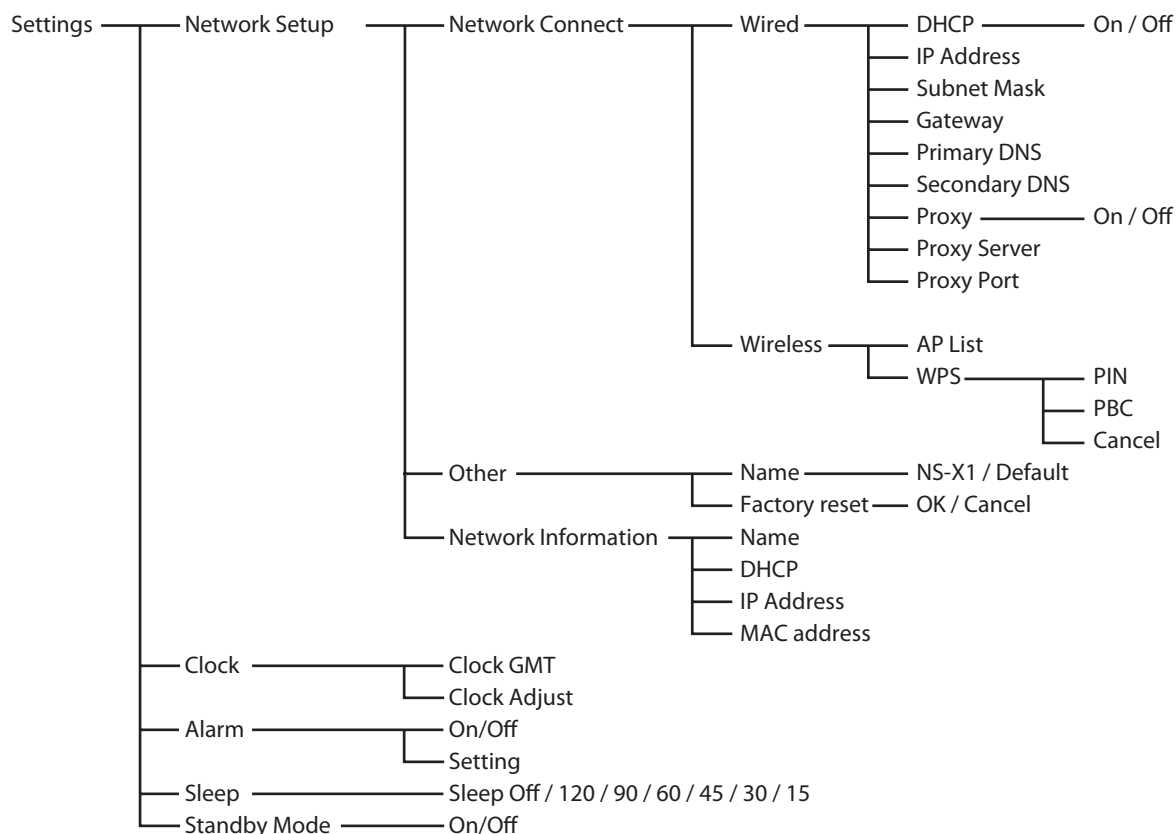 Settings Network Setup Network Connect Wired DHCP On / Off
IP Address
Subnet Mask
Gateway
Primary DNS
Secondary DNS
Proxy On / Off
Proxy Server
Proxy Port
Wireless AP List
WPS PIN
PBC
Cancel
Other Name NS-X1 / Default
Factory reset OK / Cancel
Network Information Name
DHCP
IP Address
MAC address
Clock Clock GMT
Clock Adjust
Alarm On/Off
Setting
Sleep Sleep Off / 120 / 90 / 60 / 45 / 30 / 15
Standby Mode On/Off